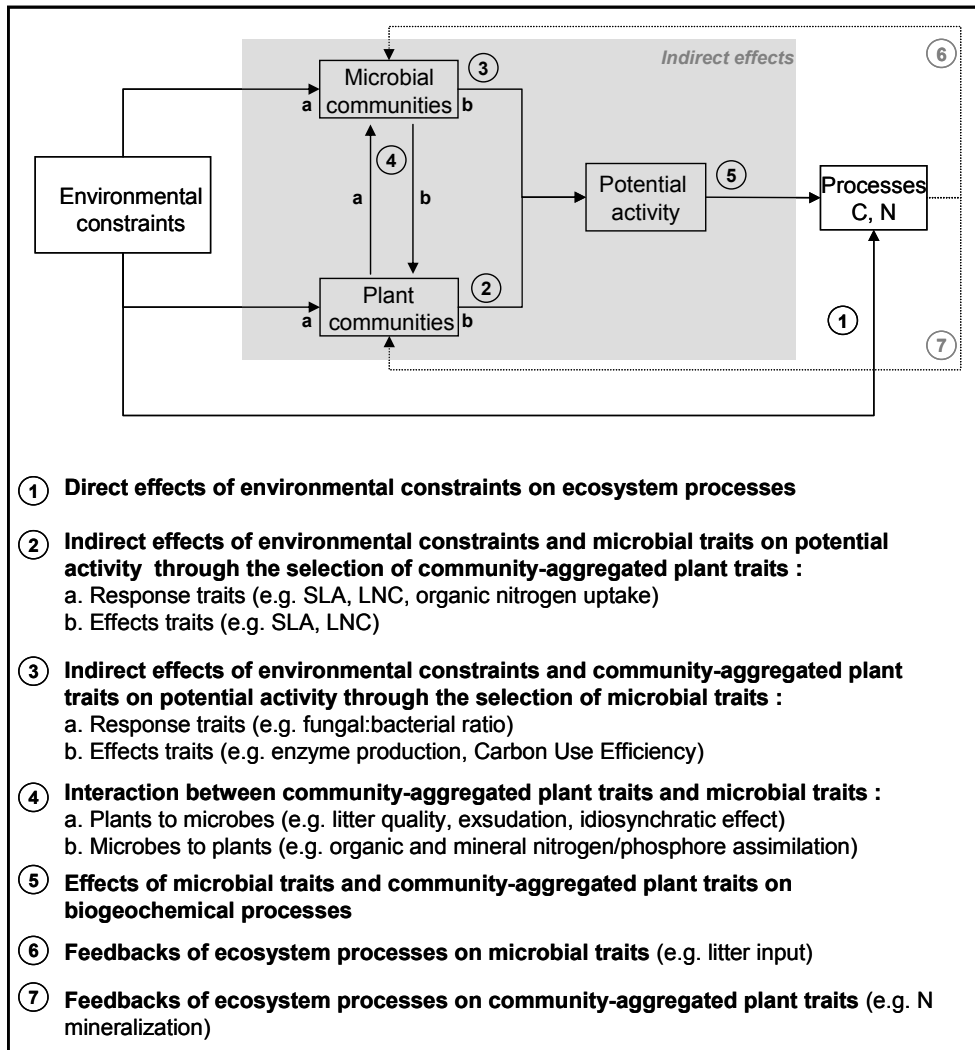 Indirect effects
6
Microbial
communities
3
a
b
4
a
b
Environmental
constraints
Potential
activity
5
Processes
C, N
Plant
communities
2
a
b
1
7
1 Direct effects of environmental constraints on ecosystem processes
2 Indirect effects of environmental constraints and microbial traits on potential
activity through the selection of community-aggregated plant traits :
a. Response traits (e.g. SLA, LNC, organic nitrogen uptake)
b. Effects traits (e.g. SLA, LNC)
3 Indirect effects of environmental constraints and community-aggregated plant
traits on potential activity through the selection of microbial traits :
a. Response traits (e.g. fungal:bacterial ratio)
b. Effects traits (e.g. enzyme production, Carbon Use Efficiency)
4 Interaction between community-aggregated plant traits and microbial traits :
a. Plants to microbes (e.g. litter quality, exsudation, idiosynchratic effect)
b. Microbes to plants (e.g. organic and mineral nitrogen/phosphore assimilation)
5 Effects of microbial traits and community-aggregated plant traits on
biogeochemical processes
6 Feedbacks of ecosystem processes on microbial traits (e.g. litter input)
7 Feedbacks of ecosystem processes on community-aggregated plant traits (e.g. N
mineralization)